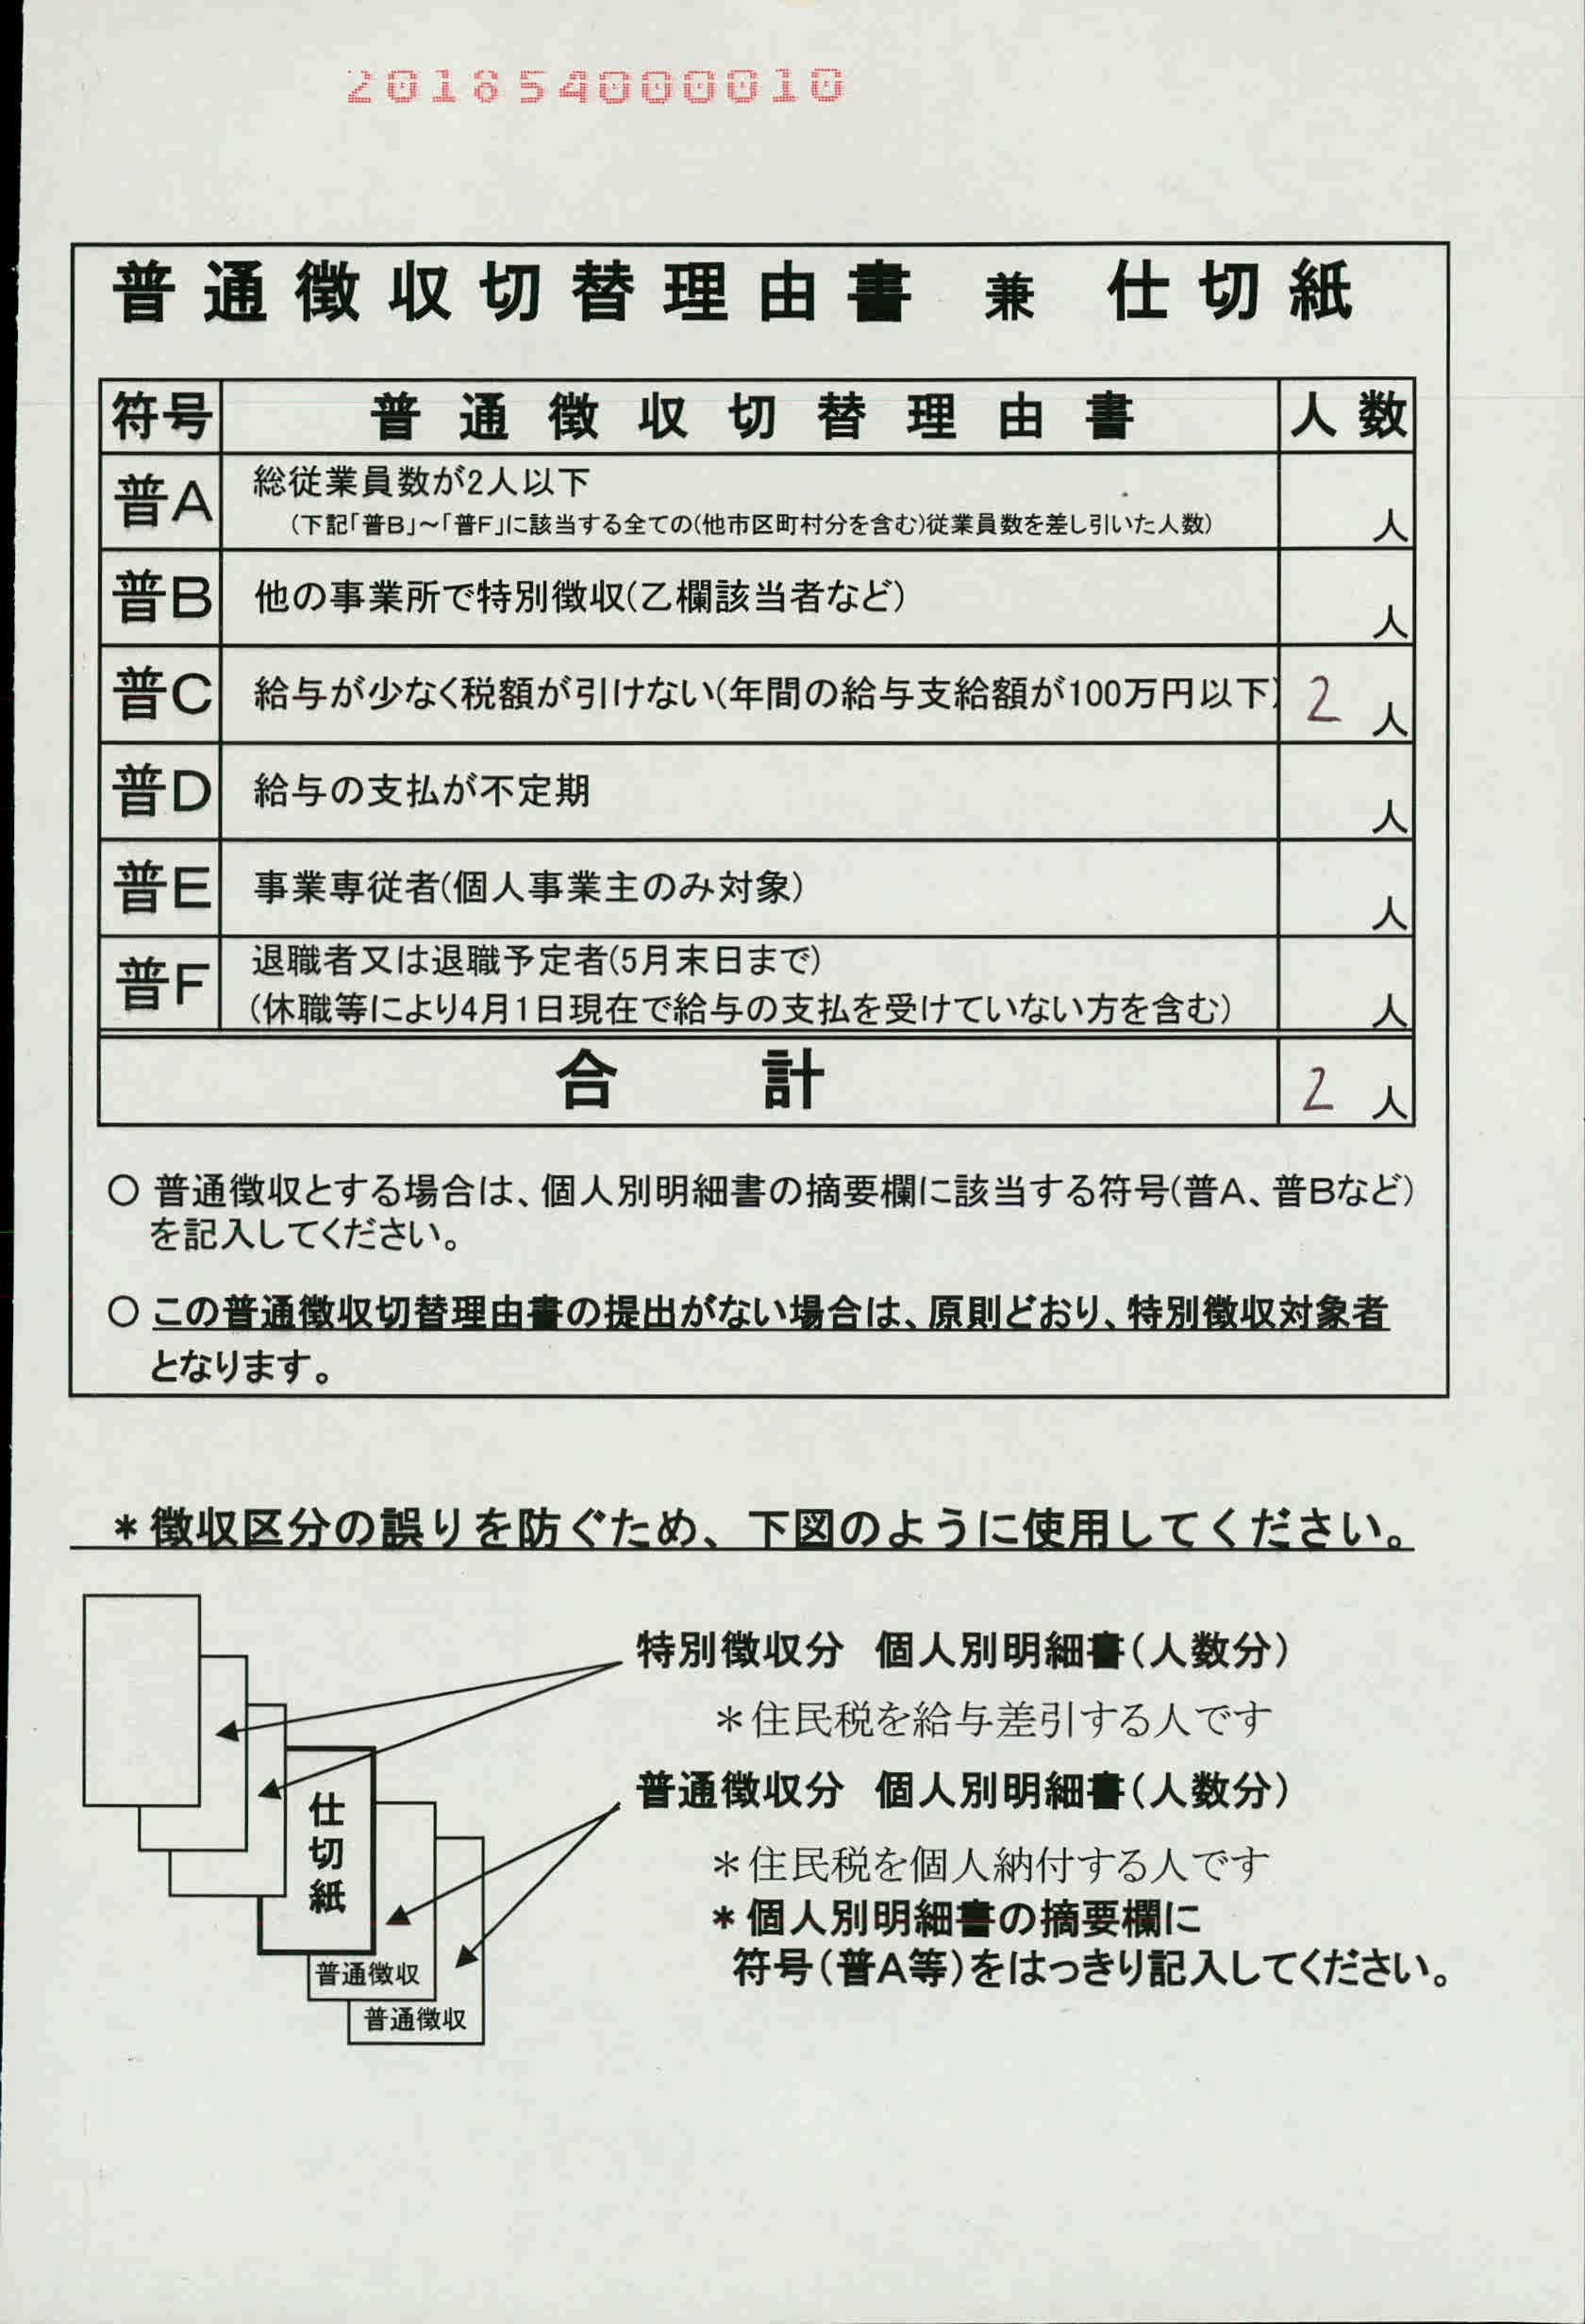 201854000010
普通徴収切替理由書 兼 仕切紙
符号 普通徴収切替理由書 人数
普A 総従業員数が2人以下
(下記「普B」～「普F」に該当する全ての(他市区町村分を含む)従業員数を差し引いた人数) 人
普B 他の事業所で特別徴収(乙欄該当者など) 人
普C 給与が少なく税額が引けない(年間の給与支給額が100万円以下) 2 人
普D 給与の支払が不定期 人
普E 事業専従者(個人事業主のみ対象) 人
普F 退職者又は退職予定者(5月末日まで)
(休職等により4月1日現在で給与の支払を受けていない方を含む) 人
合計 2 人
○ 普通徴収とする場合は、個人別明細書の摘要欄に該当する符号(普A、普Bなど)
を記入してください。
○ この普通徴収切替理由書の提出がない場合は、原則どおり、特別徴収対象者
となります。
＊徴収区分の誤りを防ぐため、下図のように使用してください。
特別徴収分 個人別明細書(人数分)
＊住民税を給与差引する人です
普通徴収分 個人別明細書(人数分)
＊住民税を個人納付する人です
＊個人別明細書の摘要欄に
符号(普A等)をはっきり記入してください。
仕切紙
普通徴収
普通徴収